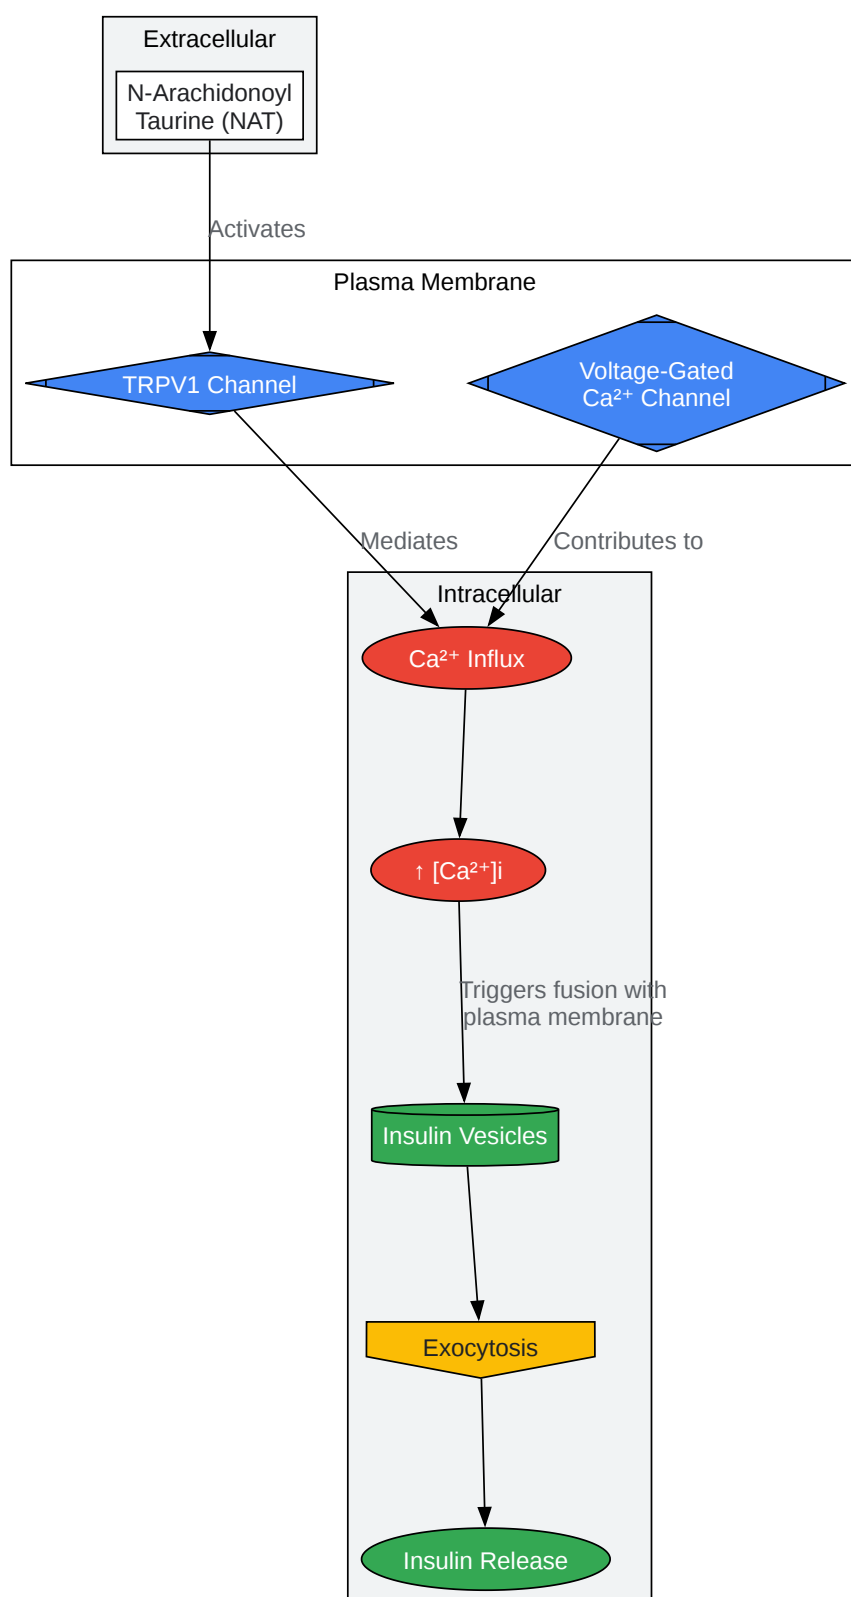 Extracellular
N-Arachidonoyl
Taurine (NAT)
Activates
Plasma Membrane
TRPV1 Channel
Voltage-Gated
Ca²⁺ Channel
Mediates
Contributes to
Intracellular
Ca²⁺ Influx
↑ [Ca²⁺]i
Triggers fusion with
plasma membrane
Insulin Vesicles
Exocytosis
Insulin Release